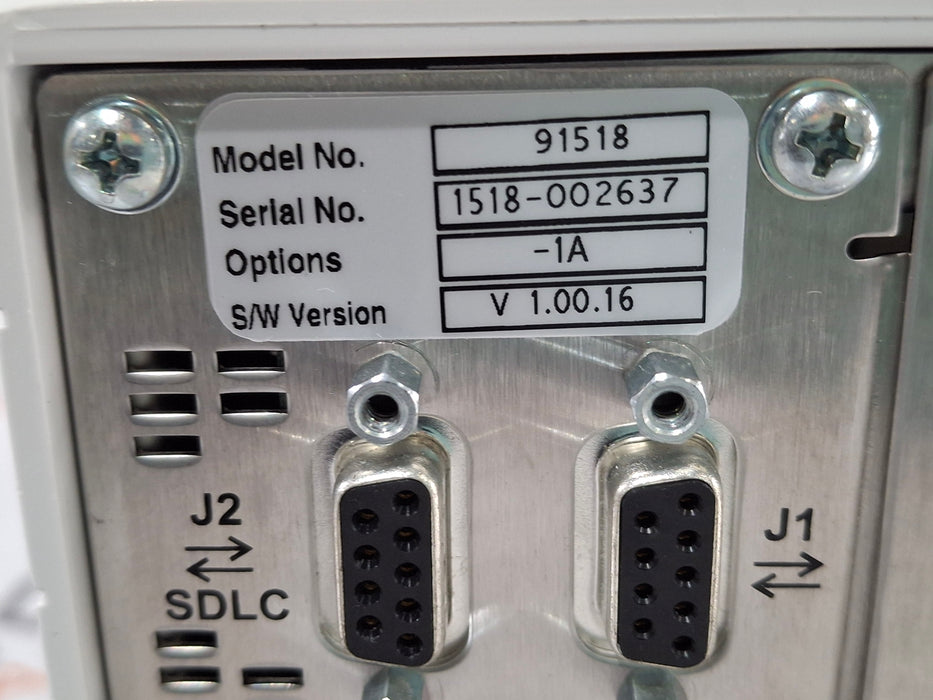 Model No. 91518
Serial No. 1518-002637
Options -1A
S/W Version V 1.00.16
J2
SDLC
J1